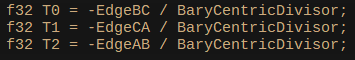 f32 T0 = -EdgeBC / BaryCentricDivisor;
f32 T1 = -EdgeCA / BaryCentricDivisor;
f32 T2 = -EdgeAB / BaryCentricDivisor;